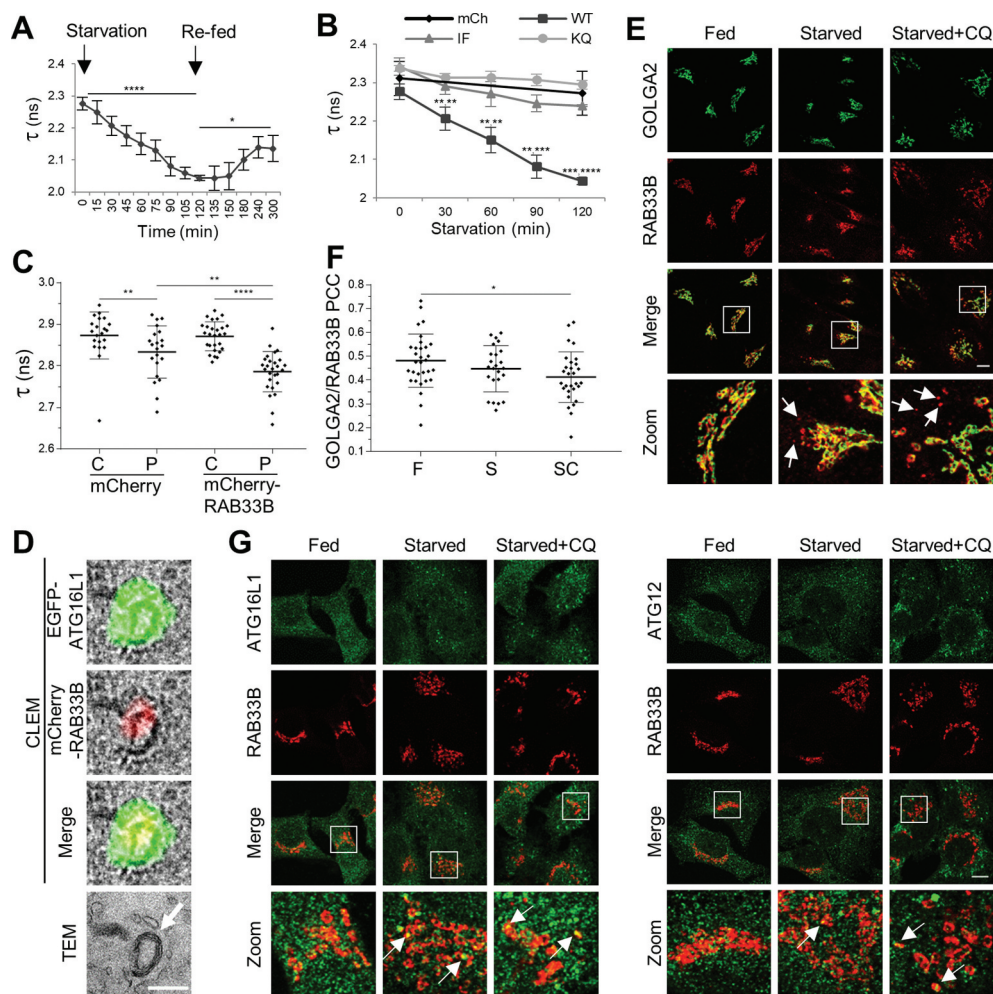 A
Starvation
Re-fed
****
*
2.4
2.3
2.2
2.1
2.0
τ (ns)
0
15
30
45
60
75
90
105
120
135
150
180
240
300
Time (min)
B
mCh
WT
IF
KQ
2.4
2.3
2.2
2.1
2
τ (ns)
** **
** **
** ***
*** ****
0
30
60
90
120
Starvation (min)
C
**
**
****
3.0
2.9
2.8
2.7
2.6
τ (ns)
C
P
C
P
mCherry
mCherry-
RAB33B
F
*
0.8
0.7
0.6
0.5
0.4
0.3
0.2
0.1
0
GOLGA2/RAB33B PCC
F
S
SC
E
Fed
Starved
Starved+CQ
GOLGA2
RAB33B
Merge
Zoom
D
CLEM
EGFP-
ATG16L1
mCherry
-RAB33B
Merge
TEM
G
Fed
Starved
Starved+CQ
ATG16L1
RAB33B
Merge
Zoom
Fed
Starved
Starved+CQ
ATG12
RAB33B
Merge
Zoom